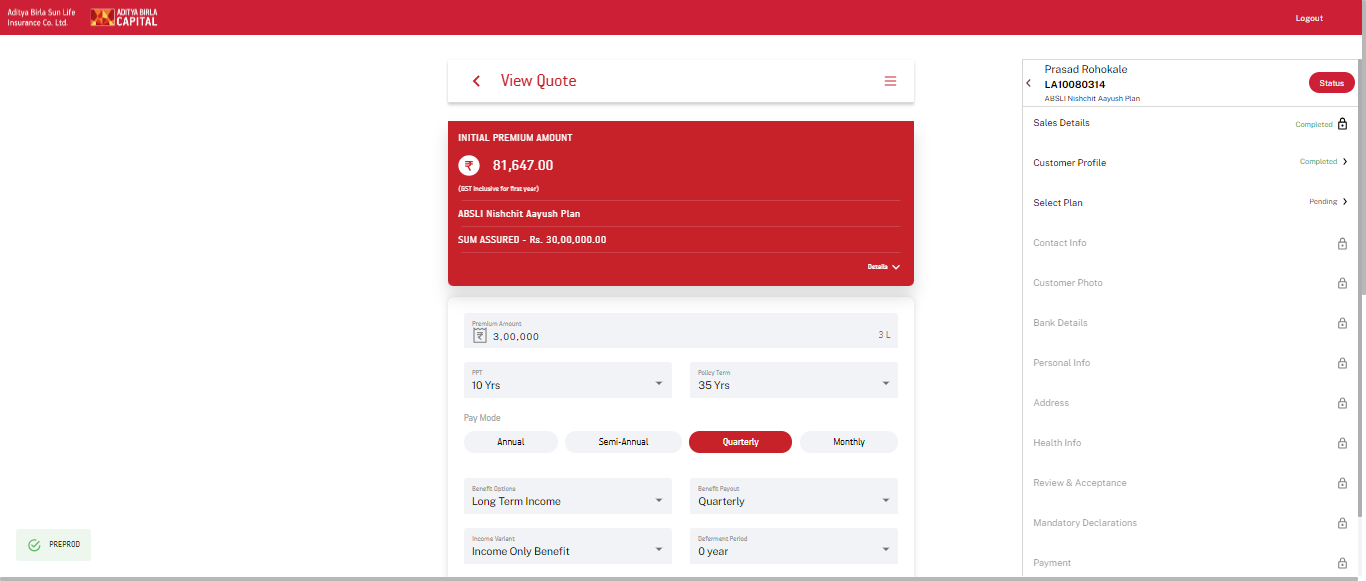 Aditya Birla Sun Life
Insurance Co. Ltd.
ADITYA BIRLA
CAPITAL
Logout
View Quote
INITIAL PREMIUM AMOUNT
₹ 81,647.00
(GST inclusive for first year)
ABSLI Nishchit Aayush Plan
SUM ASSURED - Rs. 30,00,000.00
Details
Premium Amount
₹ 3,00,000 3 L
PPT
10 Yrs
Policy Term
35 Yrs
Pay Mode
Annual Semi-Annual Quarterly Monthly
Benefit Options
Long Term Income
Benefit Payout
Quarterly
Income Variant
Income Only Benefit
Deferment Period
0 year
PREPROD
Prasad Rohokale
LA10080314
ABSLI Nishchit Aayush Plan
Status
Sales Details Completed
Customer Profile Completed
Select Plan Pending
Contact Info
Customer Photo
Bank Details
Personal Info
Address
Health Info
Review & Acceptance
Mandatory Declarations
Payment